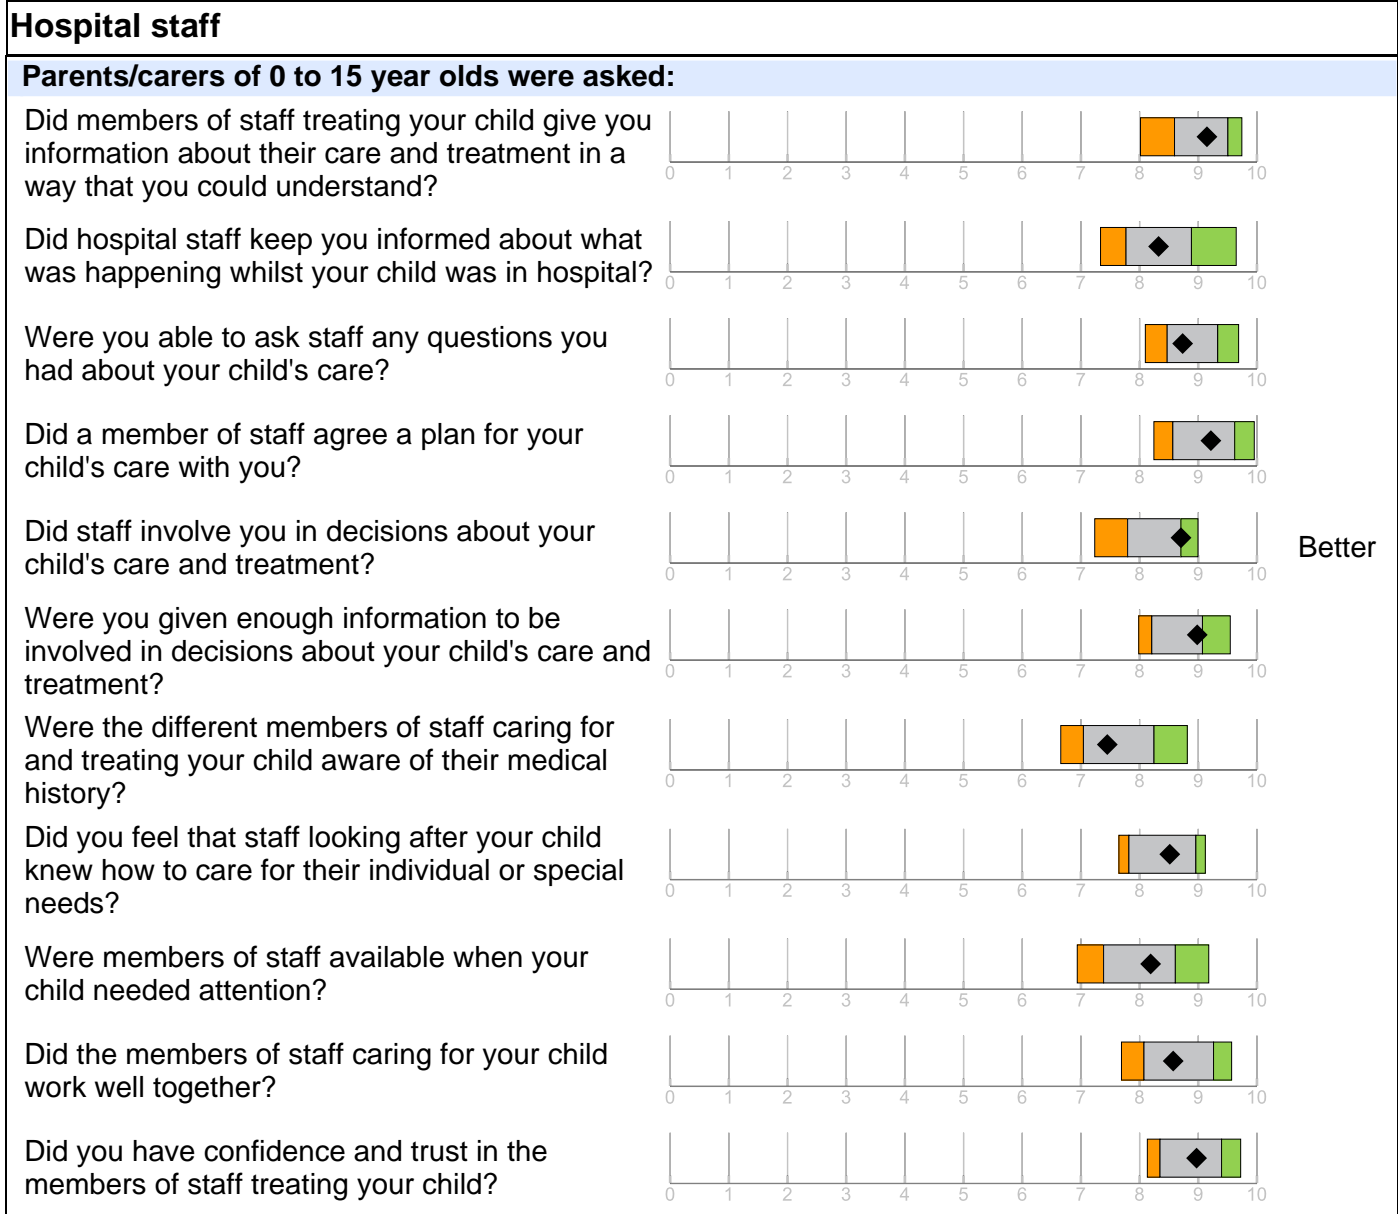 Hospital staff
Parents/carers of 0 to 15 year olds were asked:
Did members of staff treating your child give you
information about their care and treatment in a
way that you could understand?
0 1 2 3 4 5 6 7 8 9 10
Did hospital staff keep you informed about what
was happening whilst your child was in hospital?
0 1 2 3 4 5 6 7 8 9 10
Were you able to ask staff any questions you
had about your child's care?
0 1 2 3 4 5 6 7 8 9 10
Did a member of staff agree a plan for your
child's care with you?
0 1 2 3 4 5 6 7 8 9 10
Did staff involve you in decisions about your
child's care and treatment?
Better
0 1 2 3 4 5 6 7 8 9 10
Were you given enough information to be
involved in decisions about your child's care and
treatment?
0 1 2 3 4 5 6 7 8 9 10
Were the different members of staff caring for
and treating your child aware of their medical
history?
0 1 2 3 4 5 6 7 8 9 10
Did you feel that staff looking after your child
knew how to care for their individual or special
needs?
0 1 2 3 4 5 6 7 8 9 10
Were members of staff available when your
child needed attention?
0 1 2 3 4 5 6 7 8 9 10
Did the members of staff caring for your child
work well together?
0 1 2 3 4 5 6 7 8 9 10
Did you have confidence and trust in the
members of staff treating your child?
0 1 2 3 4 5 6 7 8 9 10